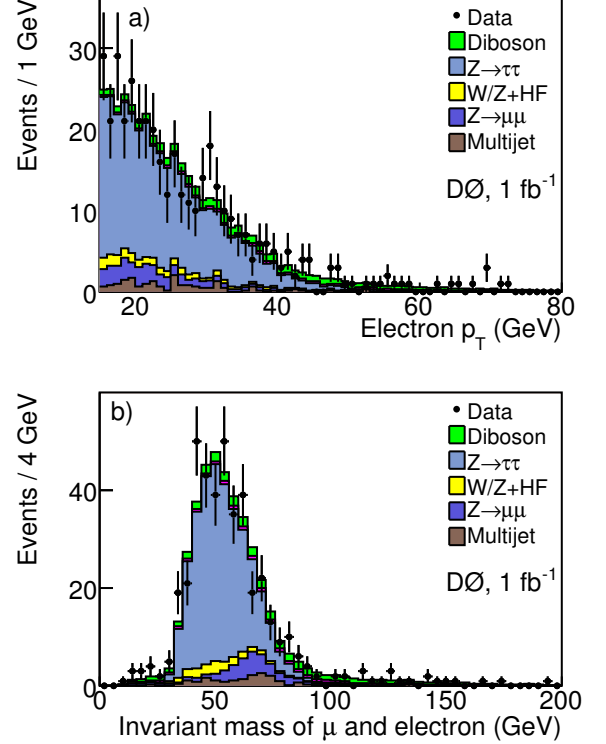 a)
Events / 1 GeV
30
20
10
0
Data
Diboson
Z→ττ
W/Z+HF
Z→μμ
Multijet
DØ, 1 fb⁻¹
20 40 60 80
Electron p_T (GeV)
b)
Events / 4 GeV
40
20
0
Data
Diboson
Z→ττ
W/Z+HF
Z→μμ
Multijet
DØ, 1 fb⁻¹
0 50 100 150 200
Invariant mass of μ and electron (GeV)